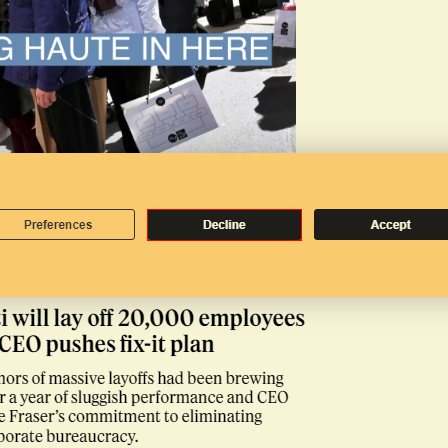 G HAUTE IN HERE
Preferences
Decline
Accept
i will lay off 20,000 employees
CEO pushes fix-it plan
ors of massive layoffs had been brewing
r a year of sluggish performance and CEO
e Fraser's commitment to eliminating
porate bureaucracy.